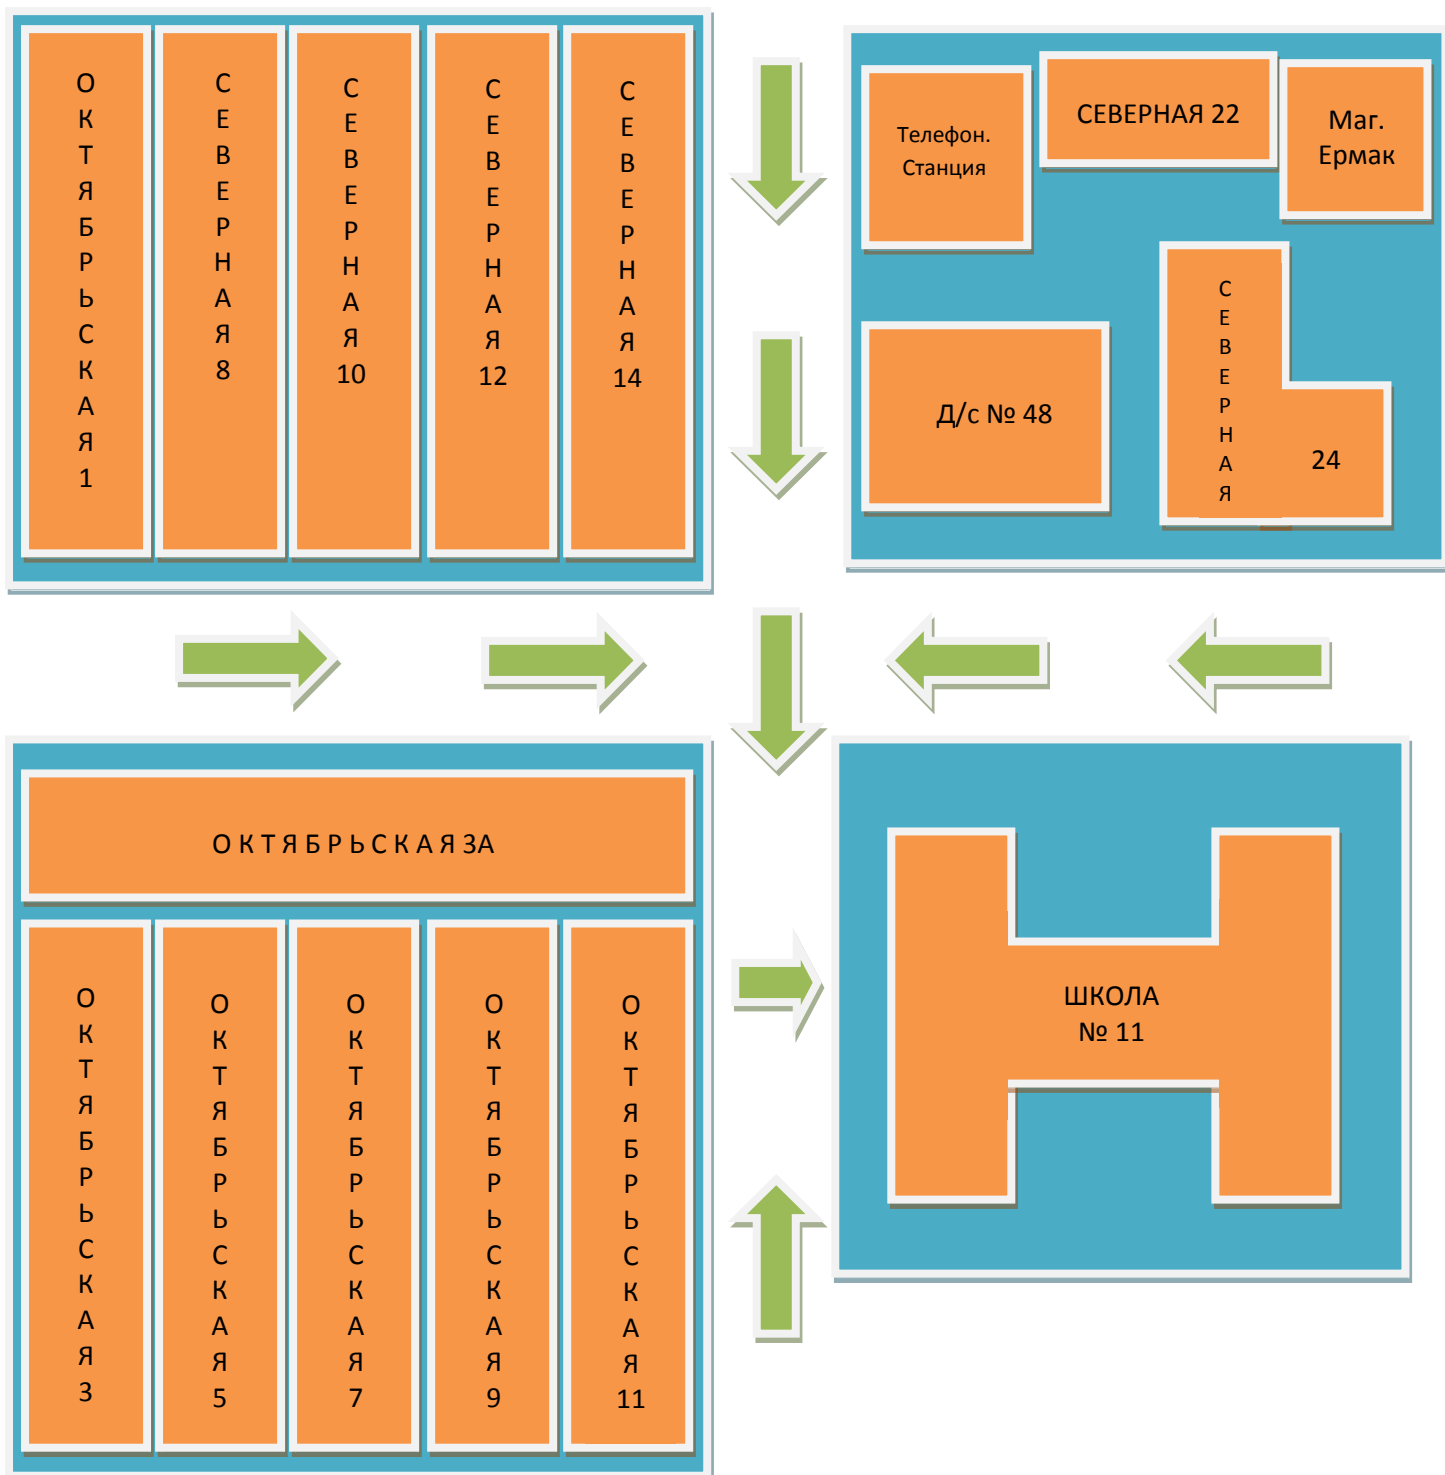 ОКТЯБРЬСКАЯ 1
СЕВЕРНАЯ 8
СЕВЕРНАЯ 10
СЕВЕРНАЯ 12
СЕВЕРНАЯ 14
Телефон.
Станция
СЕВЕРНАЯ 22
Маг.
Ермак
Д/с № 48
СЕВЕРНАЯ
24
О К Т Я Б Р Ь С К А Я 3А
ОКТЯБРЬСКАЯ 3
ОКТЯБРЬСКАЯ 5
ОКТЯБРЬСКАЯ 7
ОКТЯБРЬСКАЯ 9
ОКТЯБРЬСКАЯ 11
ШКОЛА
№ 11